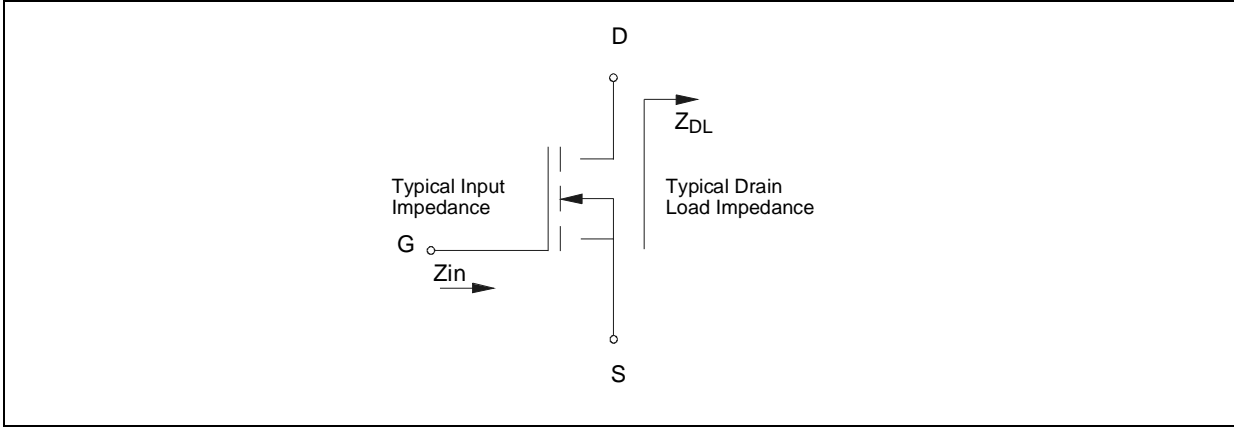 D
Z_DL
Typical Input
Impedance
Typical Drain
Load Impedance
G
Zin
S